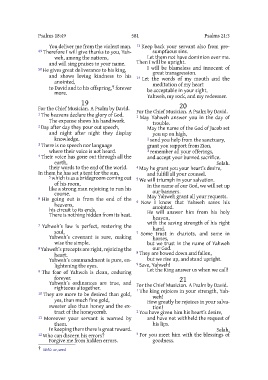 Psalms 18:49
581
Psalms 21:3
You deliver me from the violent man.
49 Therefore I will give thanks to you, Yah-
weh, among the nations,
and will sing praises to your name.
50 He gives great deliverance to his king,
and shows loving kindness to his
anointed,
to David and to his offspring,§ forever
more.
19
For the Chief Musician. A Psalm by David.
1 The heavens declare the glory of God.
The expanse shows his handiwork.
2 Day after day they pour out speech,
and night after night they display
knowledge.
3 There is no speech nor language
where their voice is not heard.
4 Their voice has gone out through all the
earth,
their words to the end of the world.
In them he has set a tent for the sun,
5 which is as a bridegroom coming out
of his room,
like a strong man rejoicing to run his
course.
6 His going out is from the end of the
heavens,
his circuit to its ends.
There is nothing hidden from its heat.
7 Yahweh's law is perfect, restoring the
soul.
Yahweh's covenant is sure, making
wise the simple.
8 Yahweh's precepts are right, rejoicing the
heart.
Yahweh's commandment is pure, en-
lightening the eyes.
9 The fear of Yahweh is clean, enduring
forever.
Yahweh's ordinances are true, and
righteous altogether.
10 They are more to be desired than gold,
yes, than much fine gold,
sweeter also than honey and the ex-
tract of the honeycomb.
11 Moreover your servant is warned by
them.
In keeping them there is great reward.
12 Who can discern his errors?
Forgive me from hidden errors.
§ 18:50 or, seed
13 Keep back your servant also from pre-
sumptuous sins.
Let them not have dominion over me.
Then I will be upright.
I will be blameless and innocent of
great transgression.
14 Let the words of my mouth and the
meditation of my heart
be acceptable in your sight,
Yahweh, my rock, and my redeemer.
20
For the Chief Musician. A Psalm by David.
1 May Yahweh answer you in the day of
trouble.
May the name of the God of Jacob set
you up on high,
2 send you help from the sanctuary,
grant you support from Zion,
3 remember all your offerings,
and accept your burned sacrifice.
Selah.
4 May he grant you your heart's desire,
and fulfill all your counsel.
5 We will triumph in your salvation.
In the name of our God, we will set up
our banners.
May Yahweh grant all your requests.
6 Now I know that Yahweh saves his
anointed.
He will answer him from his holy
heaven,
with the saving strength of his right
hand.
7 Some trust in chariots, and some in
horses,
but we trust in the name of Yahweh
our God.
8 They are bowed down and fallen,
but we rise up, and stand upright.
9 Save, Yahweh!
Let the King answer us when we call!
21
For the Chief Musician. A Psalm by David.
1 The king rejoices in your strength, Yah-
weh!
How greatly he rejoices in your salva-
tion!
2 You have given him his heart's desire,
and have not withheld the request of
his lips.
Selah.
3 For you meet him with the blessings of
goodness.